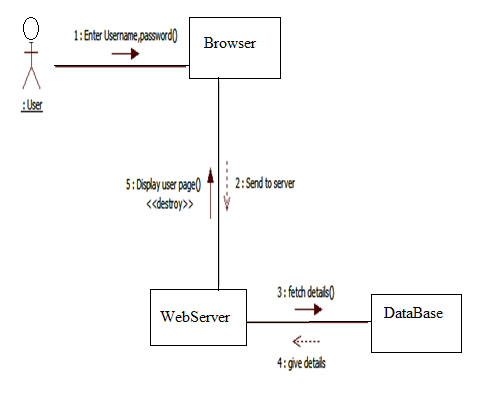 1 : Enter Username,password()
Browser
: User
5 : Display user page()
<<destroy>>
2 : Send to server
3 : fetch details()
WebServer
DataBase
4 : give details